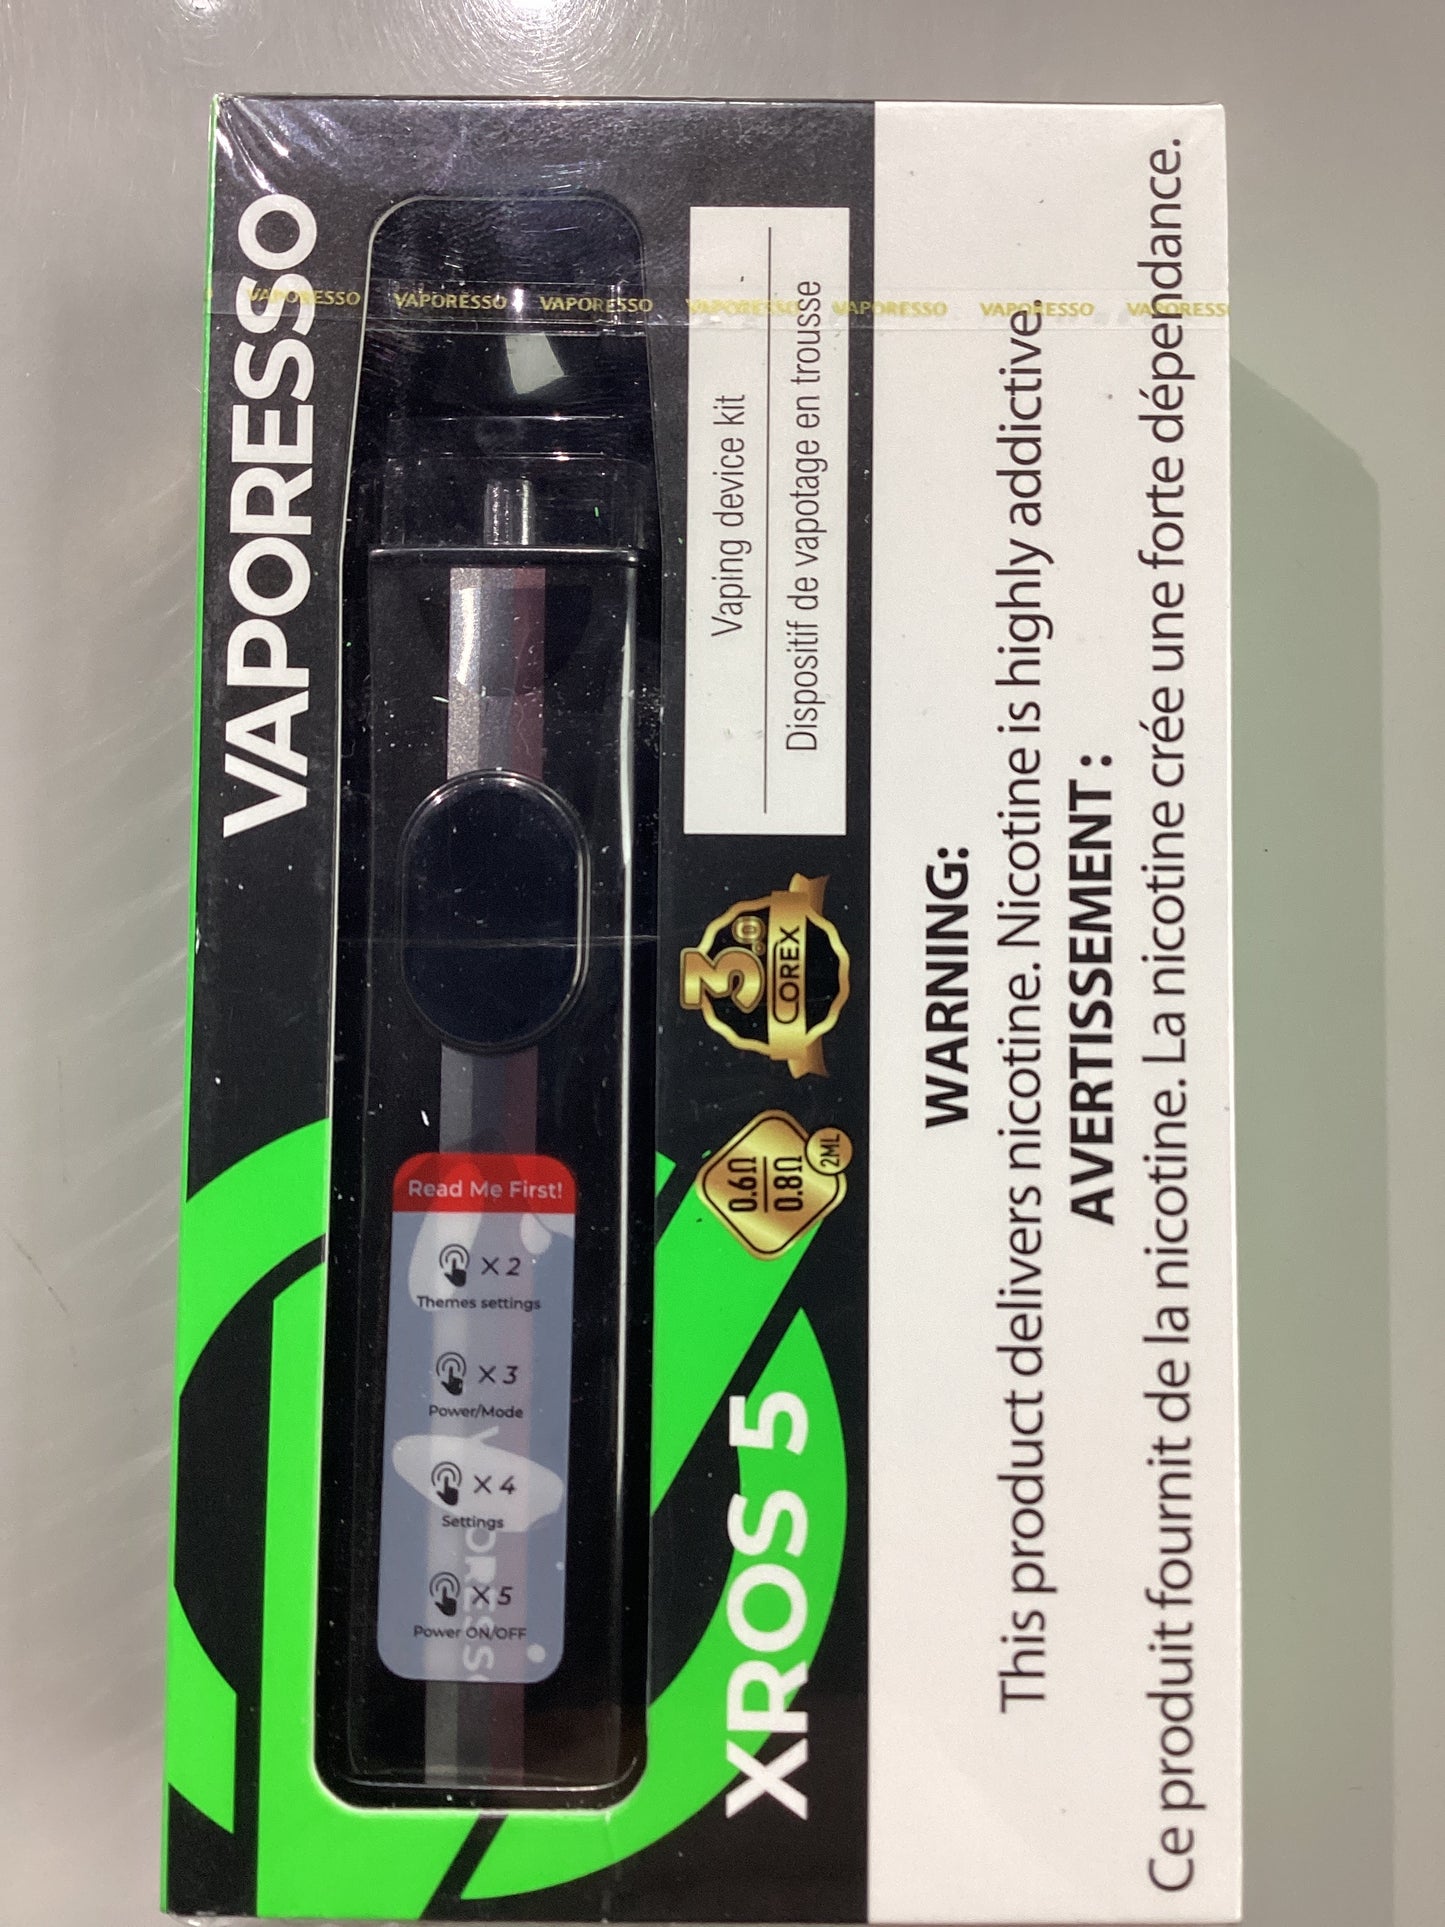 VAPORESSO
VAPORESSO VAPORESSO VAPORESSO VAPORESSO VAPORESSO VAPORESSO VAPORESSO
Read Me First!
X 2
Themes settings
X 3
Power/Mode
X 4
Settings
X 5
Power ON/OFF
XROS 5
0.6Ω
0.8Ω
2ML
3.0
COREX
Vaping device kit
Dispositif de vapotage en trousse
WARNING:
This product delivers nicotine. Nicotine is highly addictive.
AVERTISSEMENT :
Ce produit fournit de la nicotine. La nicotine crée une forte dépendance.